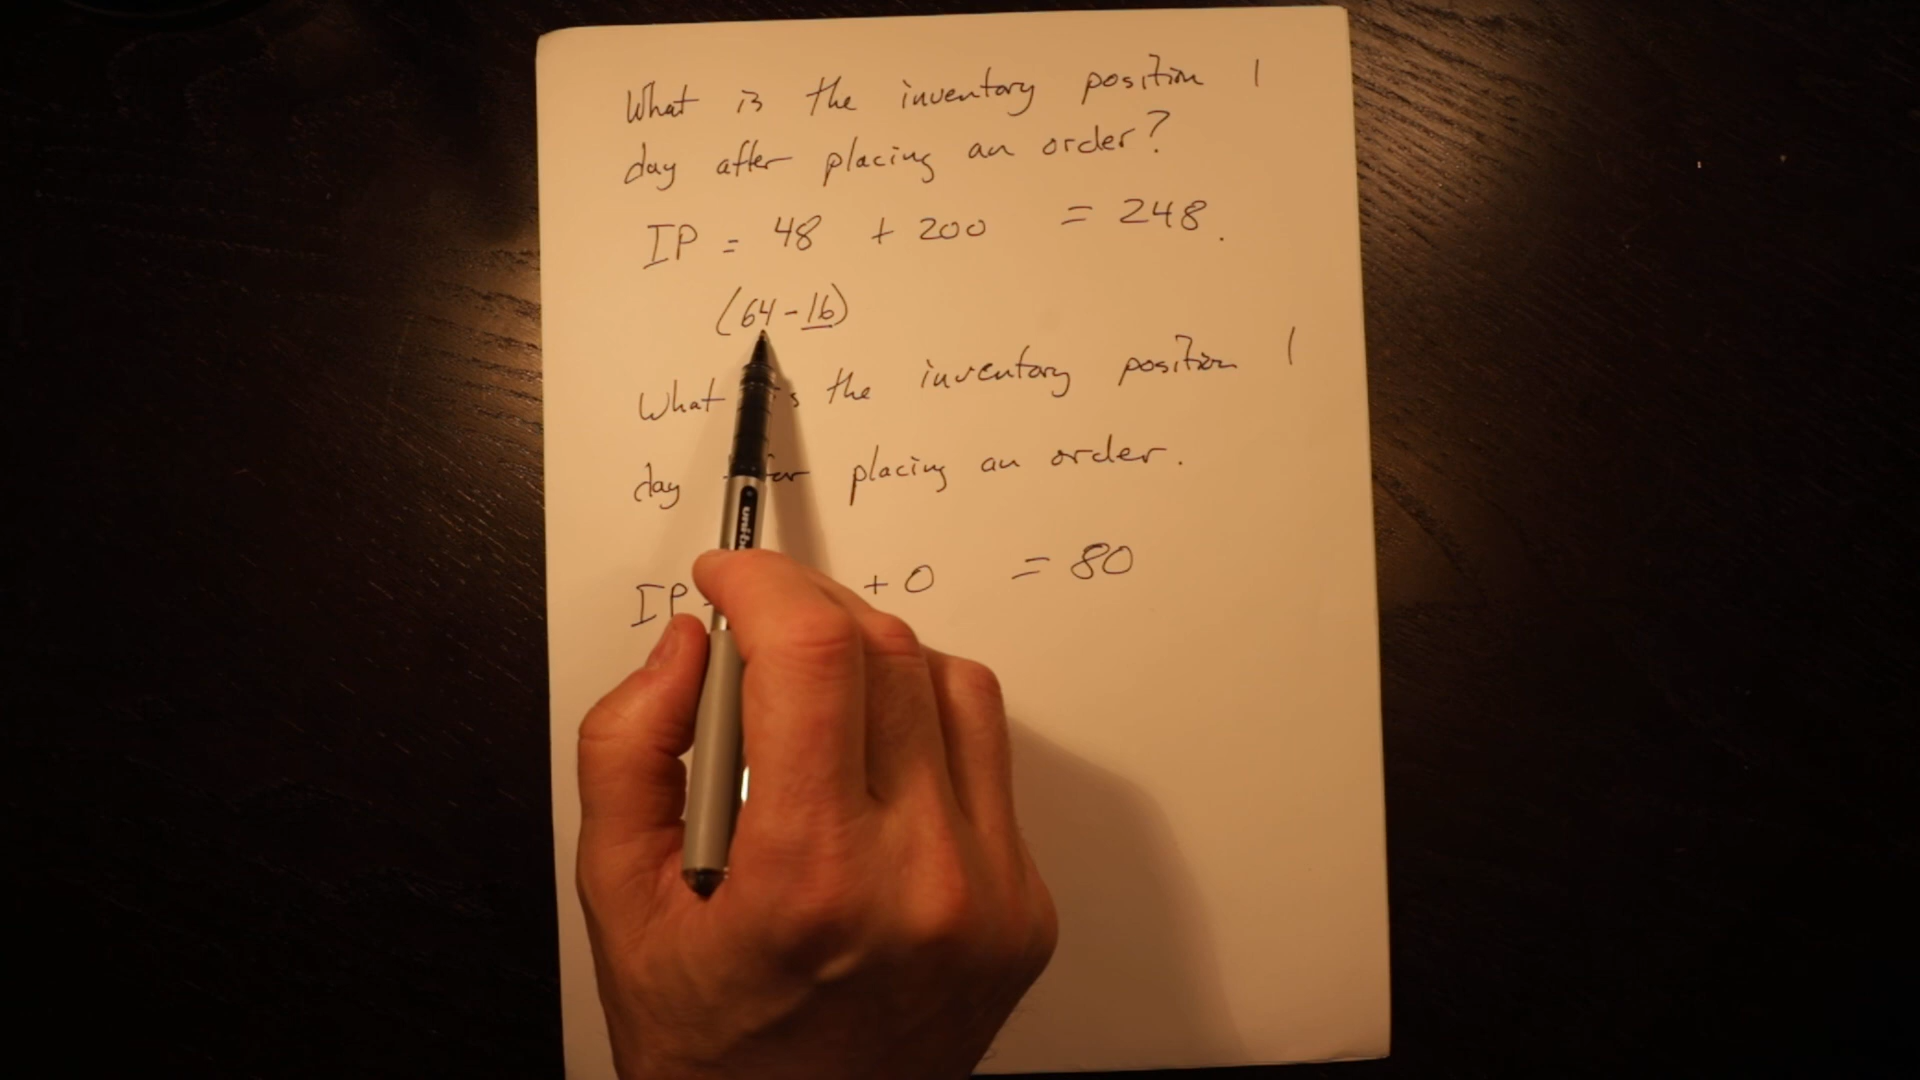 What is the inventory position 1
day after placing an order?
IP = 48 + 200 = 248.
(64-16)
What the inventory position 1
day placing an order.
IP + 0 = 80
uni-b